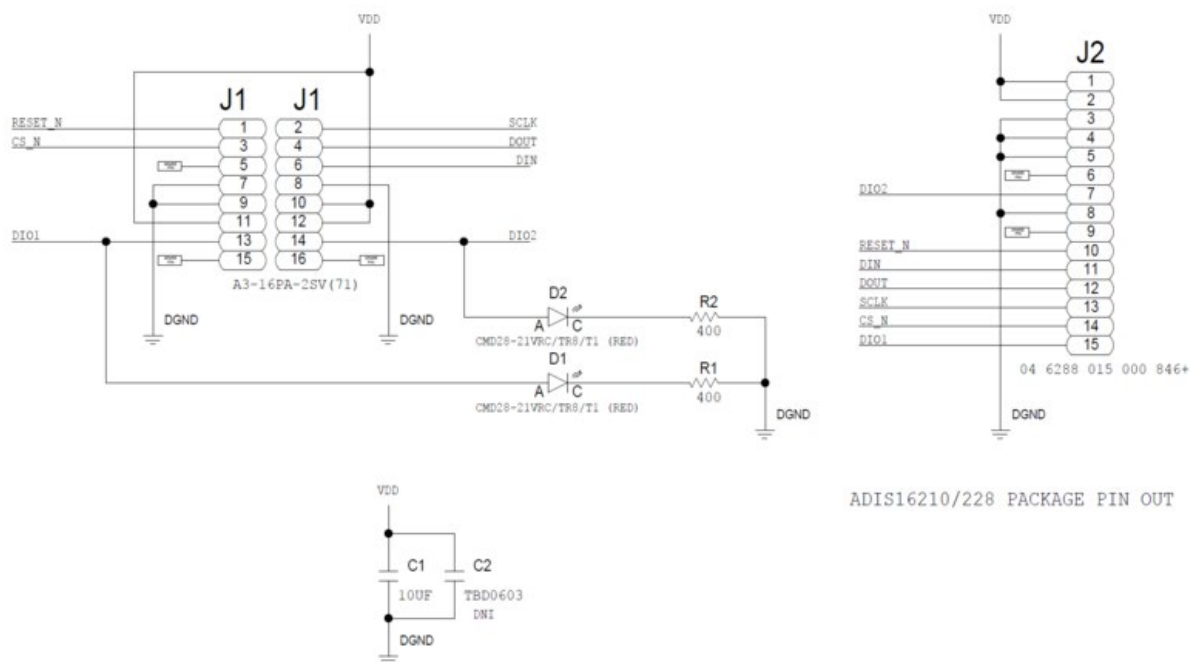 VDD
J1 J1
RESET_N 1 2 SCLK
CS_N 3 4 DOUT
5 6 DIN
7 8
9 10
11 12
DIO1 13 14 DIO2
15 16
A3-16PA-2SV(71)
DGND DGND
D2 R2
A C
400
CMD28-21VRC/TR8/T1 (RED)
D1 R1
A C
400
CMD28-21VRC/TR8/T1 (RED)
DGND
VDD
J2
1
2
3
4
5
6
DIO2 7
8
9
RESET_N 10
DIN 11
DOUT 12
SCLK 13
CS_N 14
DIO1 15
04 6288 015 000 846+
DGND
ADIS16210/228 PACKAGE PIN OUT
VDD
C1 C2
10UF TBD0603
DNI
DGND